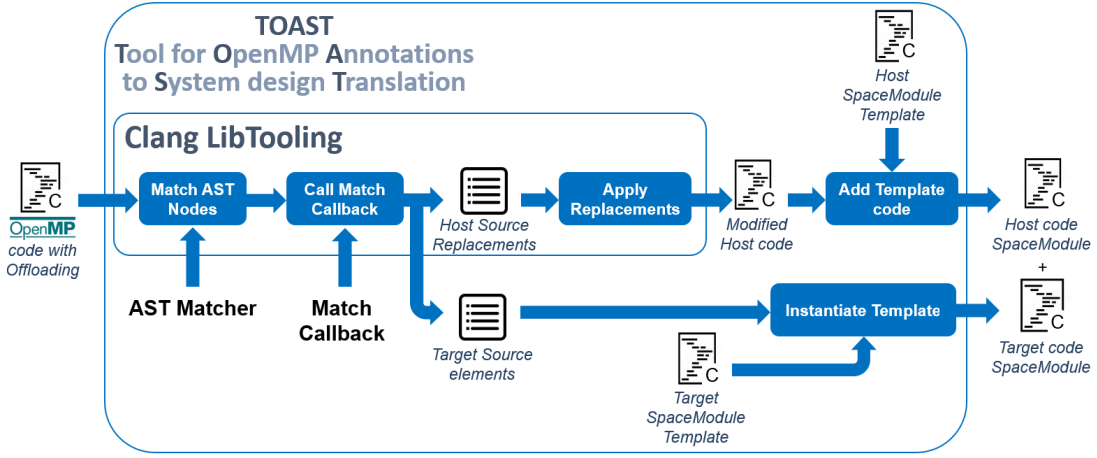 TOAST
Tool for OpenMP Annotations
to System design Translation
C
Host
SpaceModule
Template
Clang LibTooling
C
OpenMP
code with
Offloading
Match AST
Nodes
Call Match
Callback
Host Source
Replacements
Apply
Replacements
C
Modified
Host code
Add Template
code
C
Host code
SpaceModule
+
AST Matcher
Match
Callback
Target Source
elements
C
Target
SpaceModule
Template
Instantiate Template
C
Target code
SpaceModule